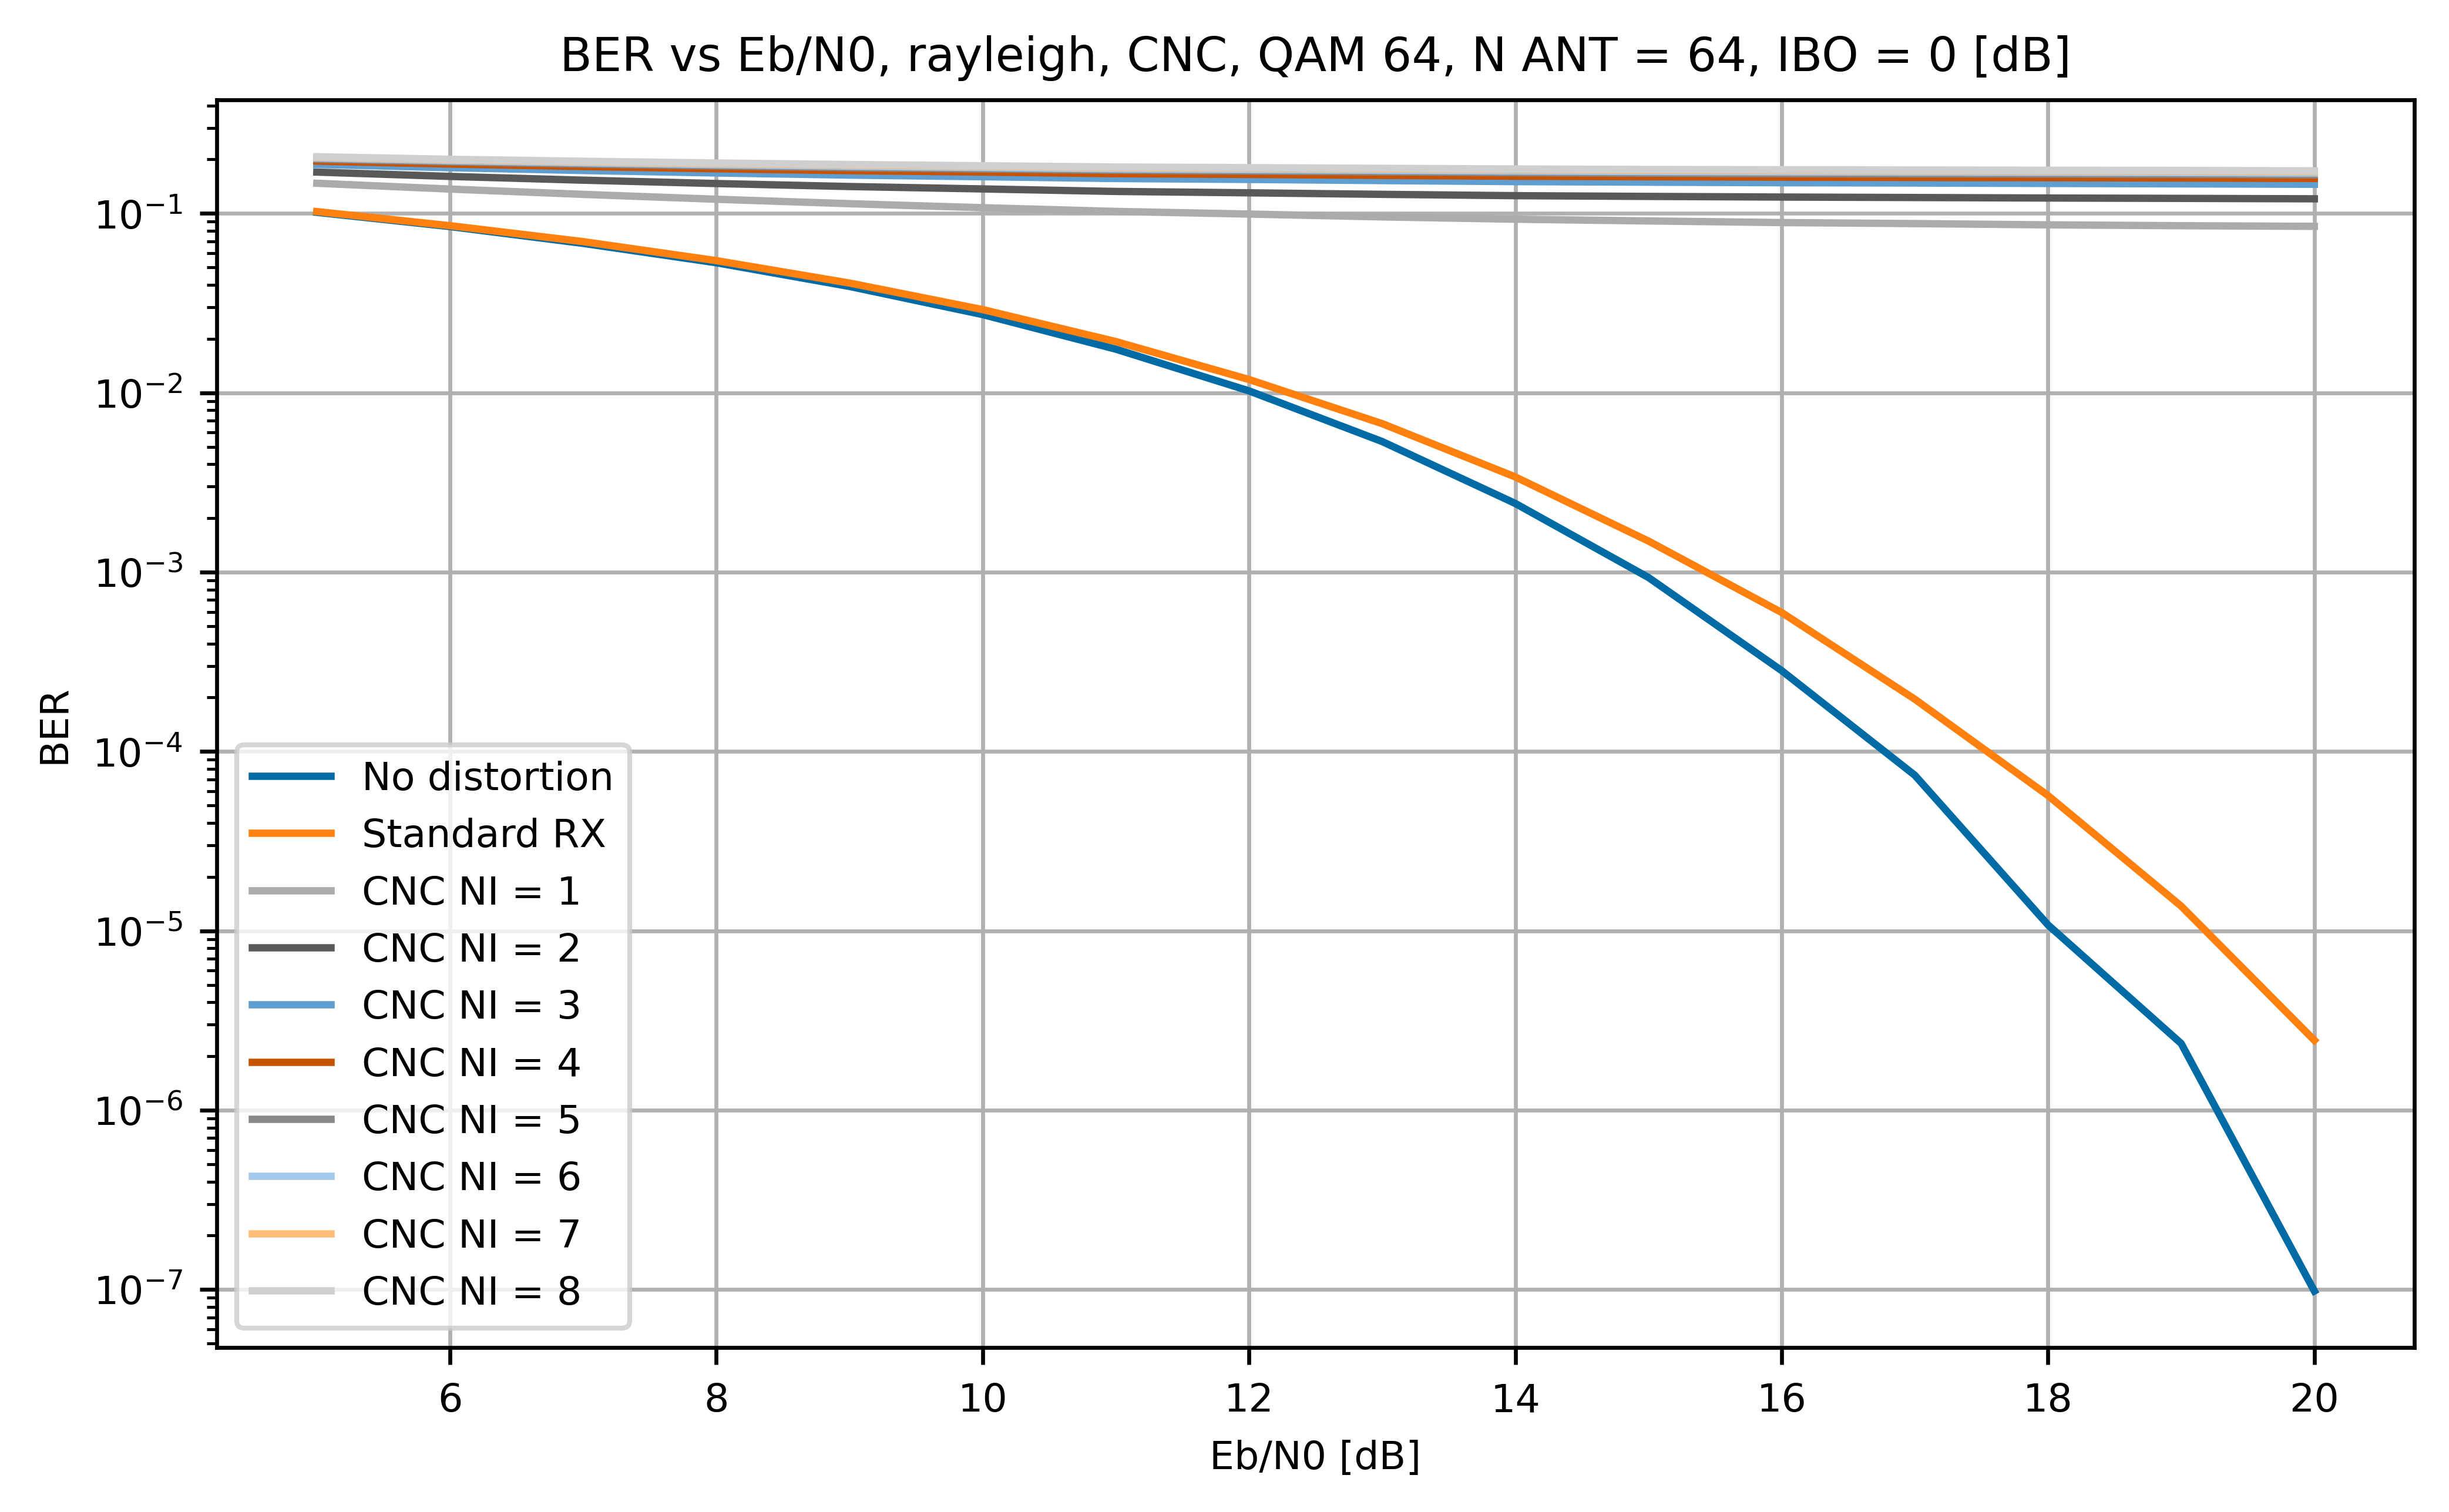 BER vs Eb/N0, rayleigh, CNC, QAM 64, N ANT = 64, IBO = 0 [dB]
BER
10⁻¹
10⁻²
10⁻³
10⁻⁴
10⁻⁵
10⁻⁶
10⁻⁷
No distortion
Standard RX
CNC NI = 1
CNC NI = 2
CNC NI = 3
CNC NI = 4
CNC NI = 5
CNC NI = 6
CNC NI = 7
CNC NI = 8
6 8 10 12 14 16 18 20
Eb/N0 [dB]